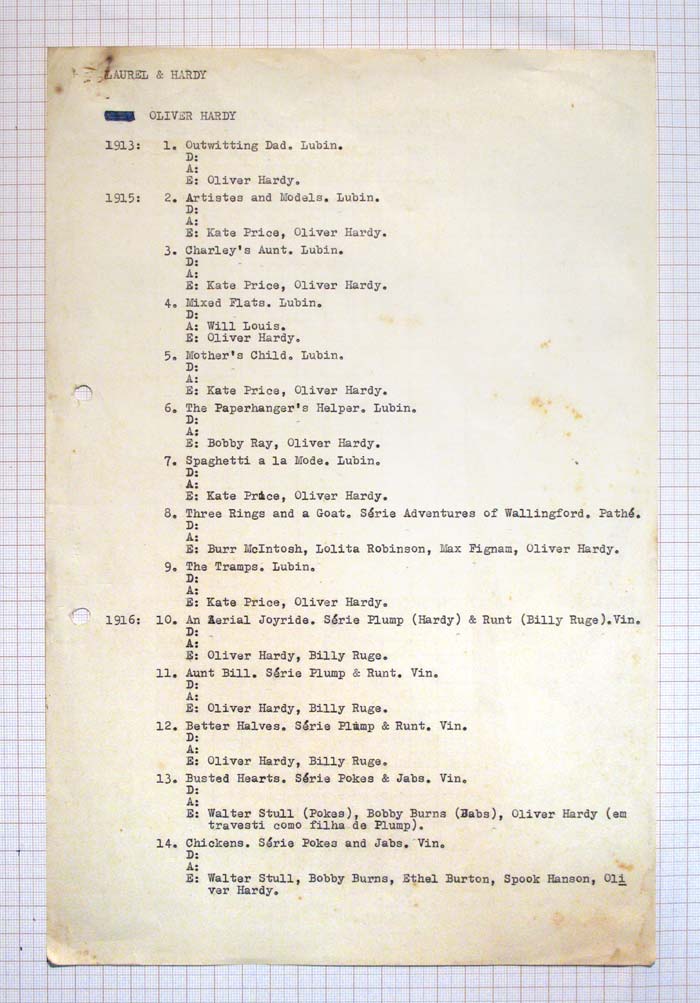 LAUREL & HARDY
OLIVER HARDY
1913: 1. Outwitting Dad. Lubin.
D:
A:
E: Oliver Hardy.
1915: 2. Artistes and Models. Lubin.
D:
A:
E: Kate Price, Oliver Hardy.
3. Charley's Aunt. Lubin.
D:
A:
E: Kate Price, Oliver Hardy.
4. Mixed Flats. Lubin.
D:
A: Will Louis.
E: Oliver Hardy.
5. Mother's Child. Lubin.
D:
A:
E: Kate Price, Oliver Hardy.
6. The Paperhanger's Helper. Lubin.
D:
A:
E: Bobby Ray, Oliver Hardy.
7. Spaghetti a la Mode. Lubin.
D:
A:
E: Kate Price, Oliver Hardy.
8. Three Rings and a Goat. Série Adventures of Wallingford. Pathé.
D:
A:
E: Burr McIntosh, Lolita Robinson, Max Fignam, Oliver Hardy.
9. The Tramps. Lubin.
D:
A:
E: Kate Price, Oliver Hardy.
1916: 10. An Aerial Joyride. Série Plump (Hardy) & Runt (Billy Ruge).Vin.
D:
A:
E: Oliver Hardy, Billy Ruge.
11. Aunt Bill. Série Plump & Runt. Vin.
D:
A:
E: Oliver Hardy, Billy Ruge.
12. Better Halves. Série Plump & Runt. Vin.
D:
A:
E: Oliver Hardy, Billy Ruge.
13. Busted Hearts. Série Pokes & Jabs. Vin.
D:
A:
E: Walter Stull (Pokes), Bobby Burns (Jabs), Oliver Hardy (em
travesti como filha de Plump).
14. Chickens. Série Pokes and Jabs. Vin.
D:
A:
E: Walter Stull, Bobby Burns, Ethel Burton, Spook Hanson, Oli
ver Hardy.